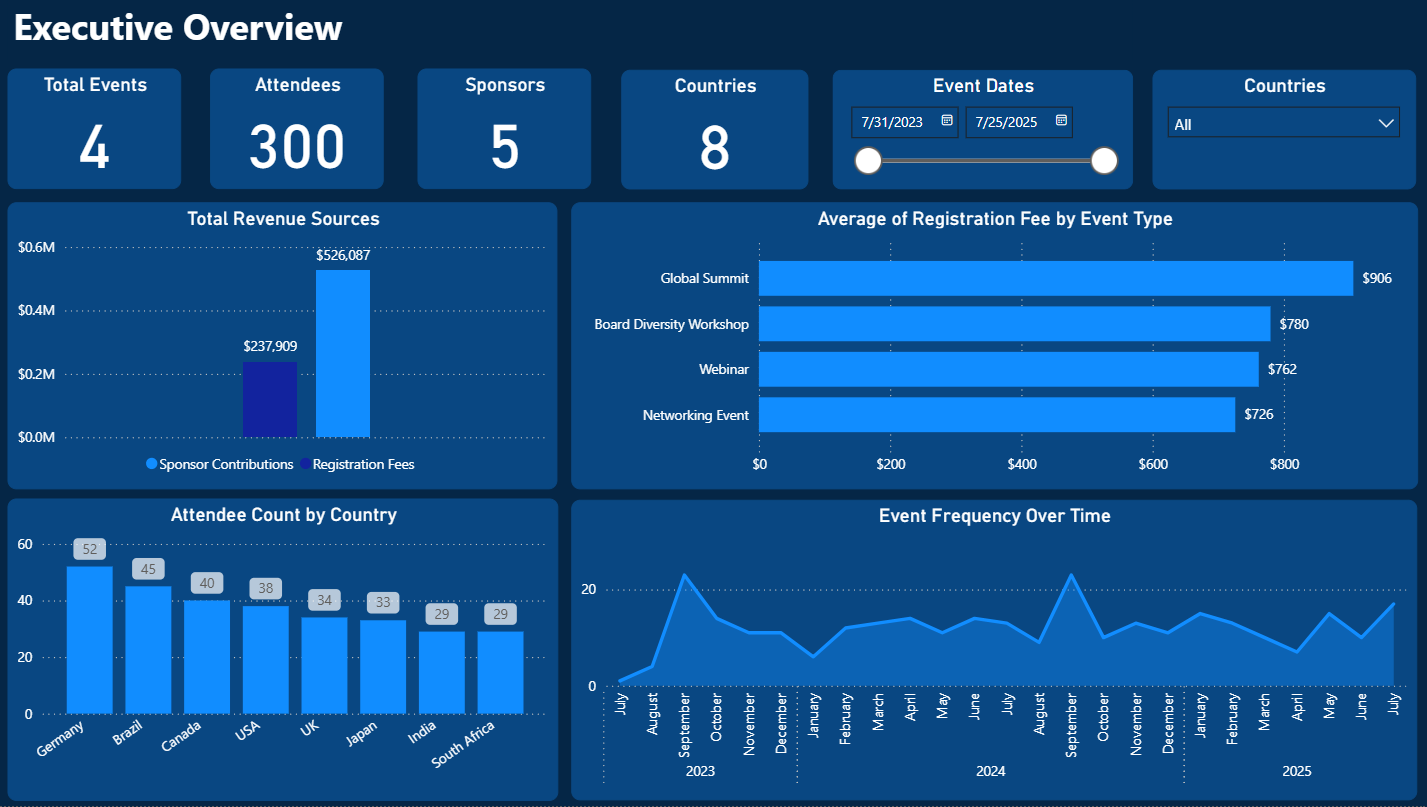 Executive Overview
Total Events
4
Attendees
300
Sponsors
5
Countries
8
Event Dates
7/31/2023
7/25/2025
Countries
All
Total Revenue Sources
$0.6M
$0.4M
$0.2M
$0.0M
$237,909
$526,087
Sponsor Contributions
Registration Fees
Average of Registration Fee by Event Type
Global Summit
$906
Board Diversity Workshop
$780
Webinar
$762
Networking Event
$726
$0
$200
$400
$600
$800
Attendee Count by Country
60
40
20
0
52
45
40
38
34
33
29
29
Germany
Brazil
Canada
USA
UK
Japan
India
South Africa
Event Frequency Over Time
20
0
July
August
September
October
November
December
January
February
March
April
May
June
July
August
September
October
November
December
January
February
March
April
May
June
July
2023
2024
2025